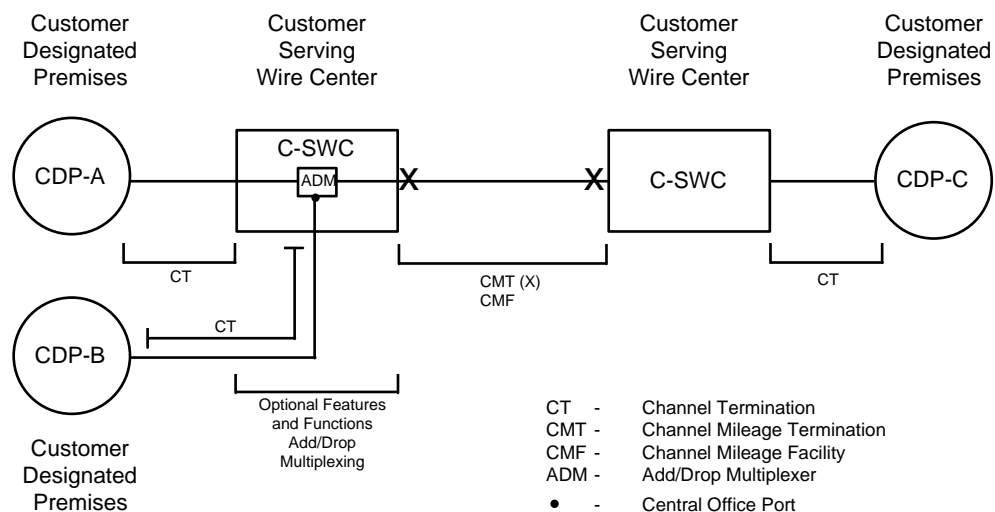 Customer
Designated
Premises
Customer
Serving
Wire Center
Customer
Serving
Wire Center
Customer
Designated
Premises
CDP-A
C-SWC
ADM
X
X
C-SWC
CDP-C
CT
CMT (X)
CMF
CT
CT
CDP-B
Optional Features
and Functions
Add/Drop
Multiplexing
Customer
Designated
Premises
CT - Channel Termination
CMT - Channel Mileage Termination
CMF - Channel Mileage Facility
ADM - Add/Drop Multiplexer
• - Central Office Port